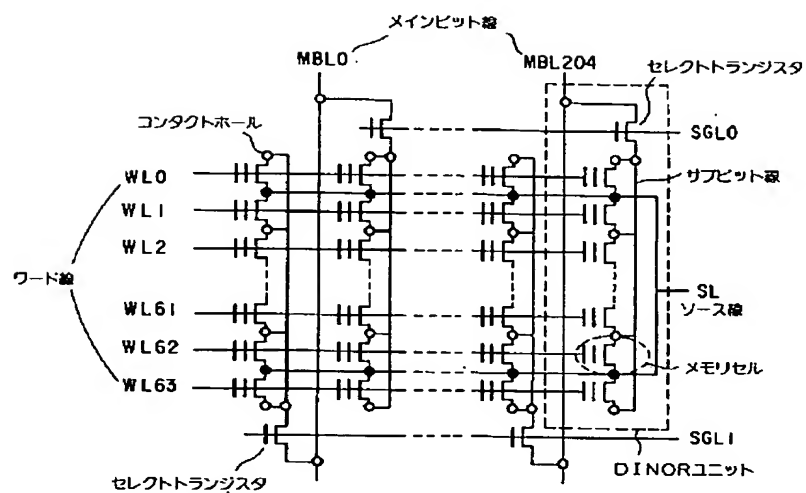 メインビット線
MBL0
MBL204
セレクトトランジスタ
コンタクトホール
SGL0
WL0
サブビット線
WL1
WL2
ワード線
SL
ソース線
WL61
WL62
メモリセル
WL63
SGL1
セレクトトランジスタ
DINORユニット